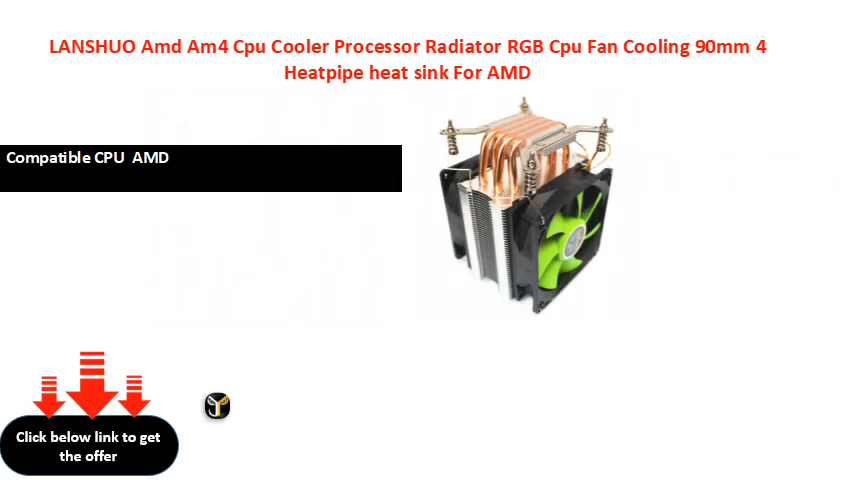 LANSHUO Amd Am4 Cpu Cooler Processor Radiator RGB Cpu Fan Cooling 90mm 4
Heatpipe heat sink For AMD
Compatible CPU AMD
Click below link to get
the offer